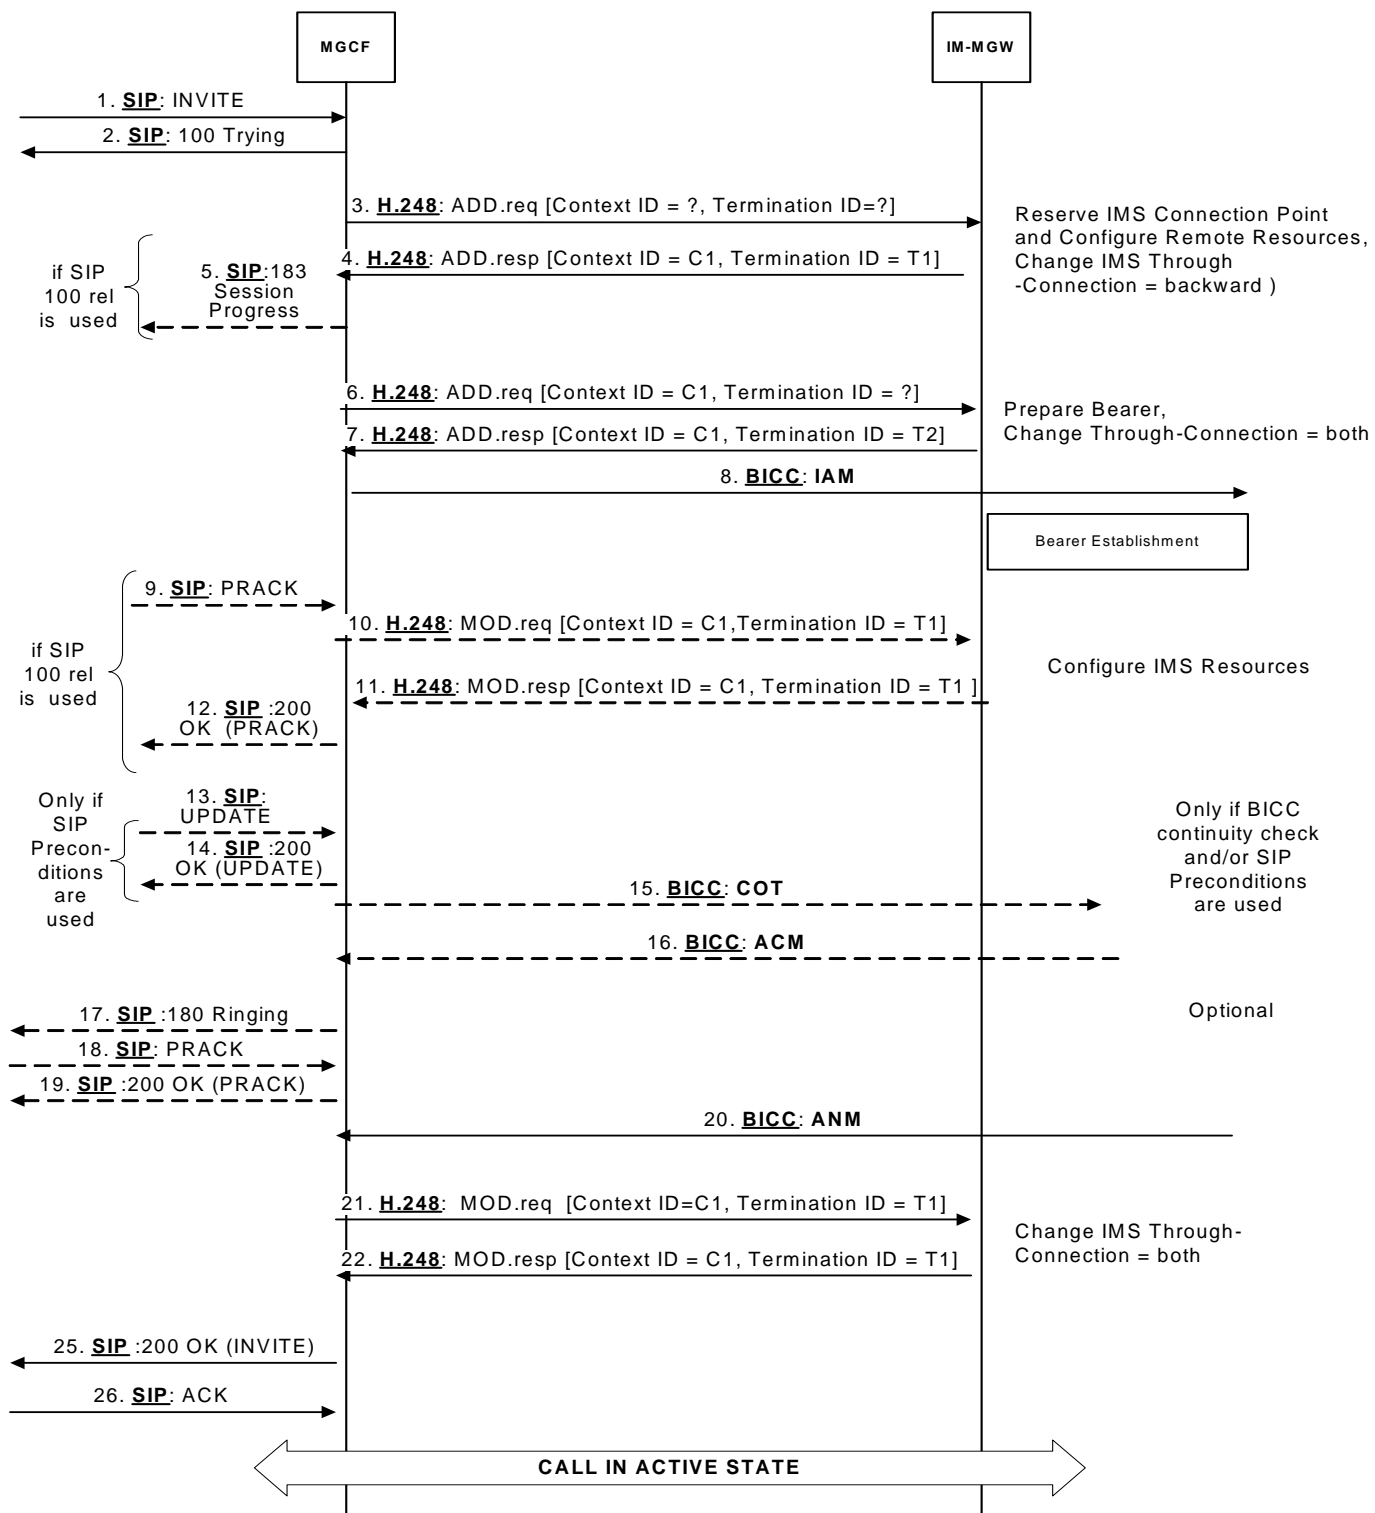 MGCF
IM-MGW
1. SIP: INVITE
2. SIP: 100 Trying
3. H.248: ADD.req [Context ID = ?, Termination ID=?]
Reserve IMS Connection Point
and Configure Remote Resources,
Change IMS Through
-Connection = backward )
4. H.248: ADD.resp [Context ID = C1, Termination ID = T1]
if SIP
100 rel
is used
5. SIP:183
Session
Progress
6. H.248: ADD.req [Context ID = C1, Termination ID = ?]
Prepare Bearer,
Change Through-Connection = both
7. H.248: ADD.resp [Context ID = C1, Termination ID = T2]
8. BICC: IAM
Bearer Establishment
9. SIP: PRACK
10. H.248: MOD.req [Context ID = C1,Termination ID = T1]
if SIP
100 rel
is used
Configure IMS Resources
11. H.248: MOD.resp [Context ID = C1, Termination ID = T1 ]
12. SIP :200
OK (PRACK)
Only if
SIP
Precon-
ditions
are
used
13. SIP:
UPDATE
14. SIP :200
OK (UPDATE)
Only if BICC
continuity check
and/or SIP
Preconditions
are used
15. BICC: COT
16. BICC: ACM
17. SIP :180 Ringing
Optional
18. SIP: PRACK
19. SIP :200 OK (PRACK)
20. BICC: ANM
21. H.248: MOD.req [Context ID=C1, Termination ID = T1]
Change IMS Through-
Connection = both
22. H.248: MOD.resp [Context ID = C1, Termination ID = T1]
25. SIP :200 OK (INVITE)
26. SIP: ACK
CALL IN ACTIVE STATE